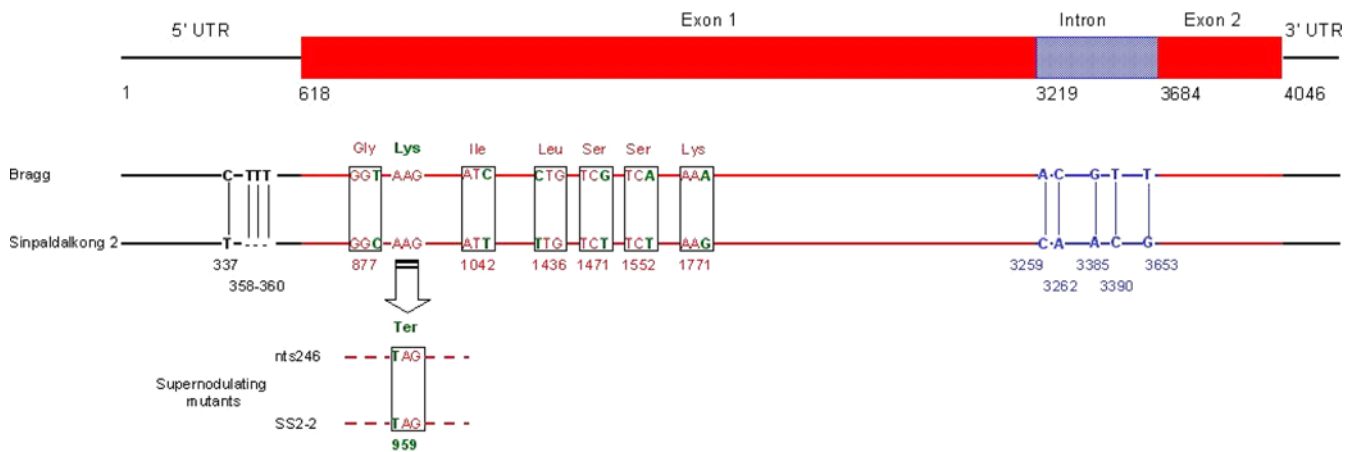 5' UTR Exon 1 Intron Exon 2 3' UTR
1 618 3219 3684 4046
Gly Lys Ile Leu Ser Ser Lys
Bragg C TTT GGT AAG ATC CTG TCG TCA AAA A·C G T T
Sinpaldalkong 2 T --- GGC AAG ATT TTG TCT TCT AAG C·A A C G
337 877 1042 1436 1471 1552 1771 3259 3385 3653
358-360 3262 3390
Ter
nts246 TAG
Supernodulating
mutants
SS2-2 TAG
959